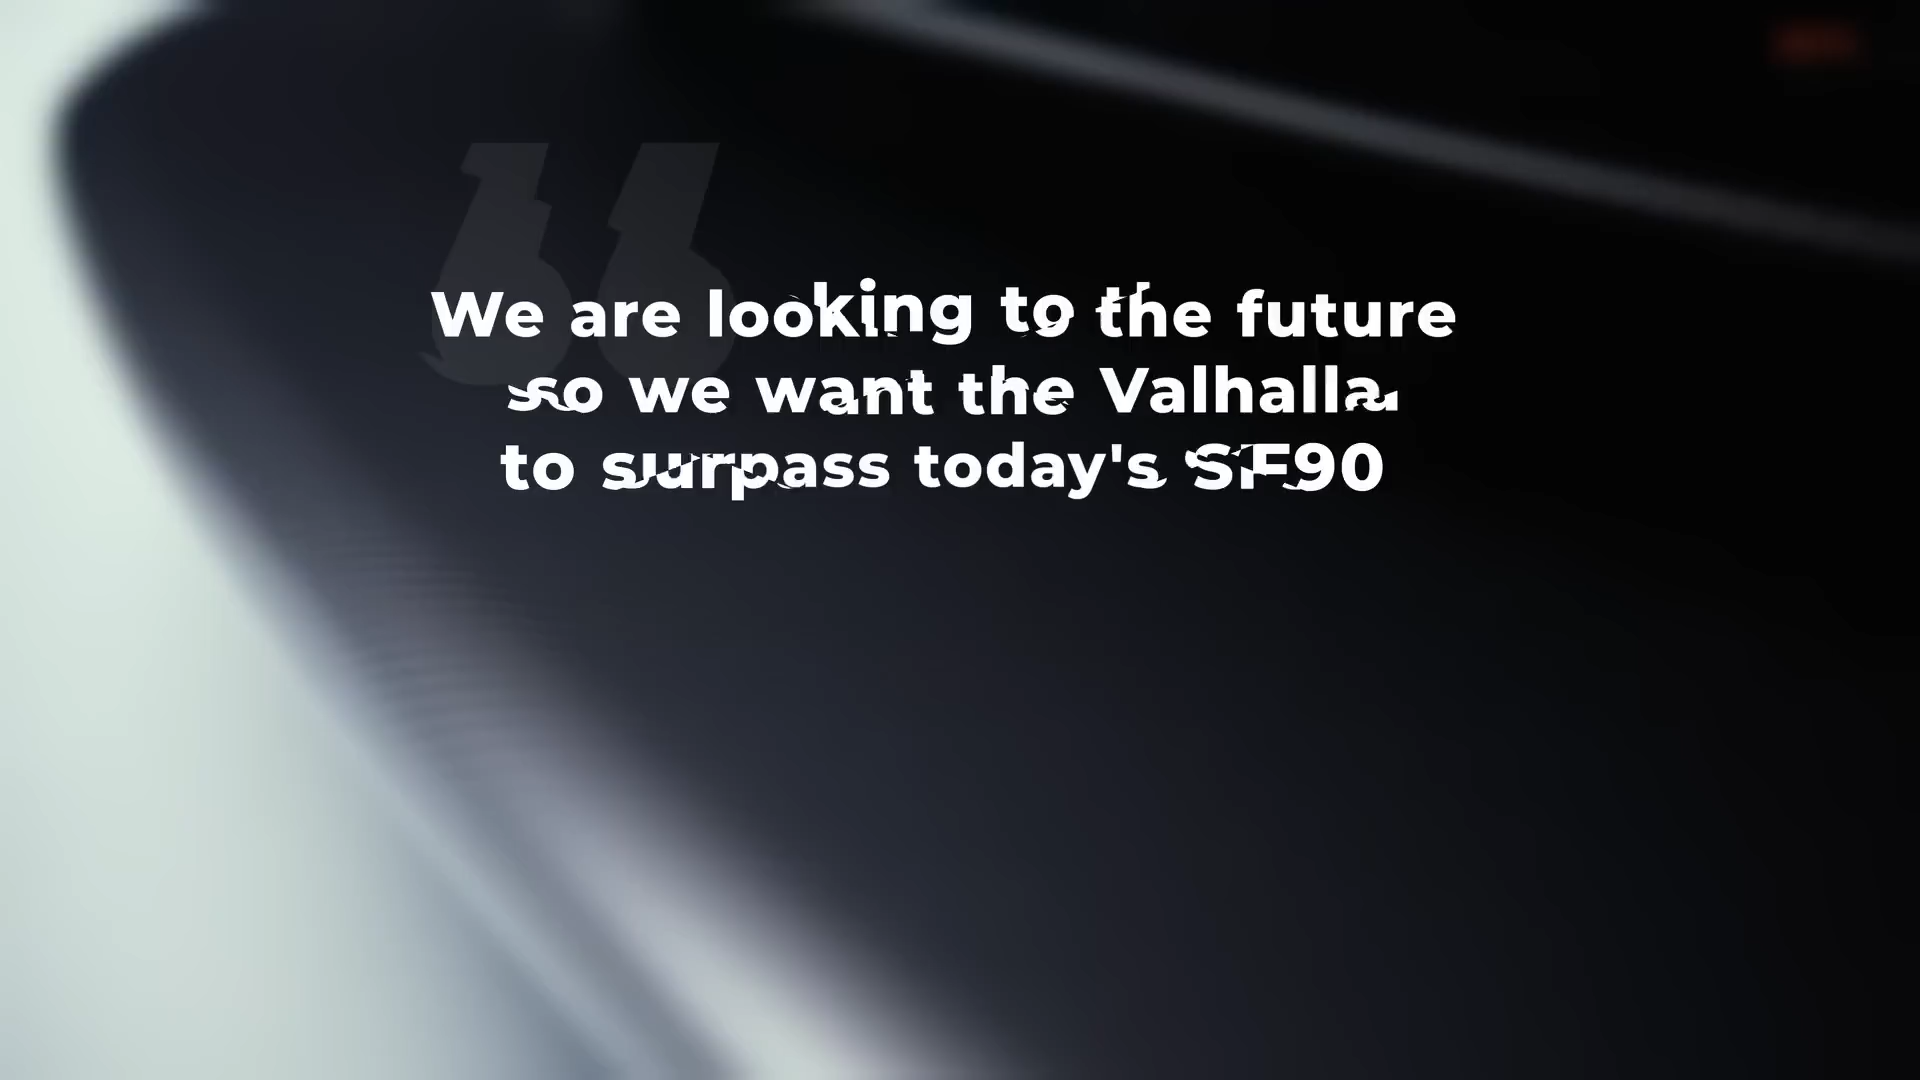 We are looking to the future
so we want the Valhalla
to surpass today's SF90